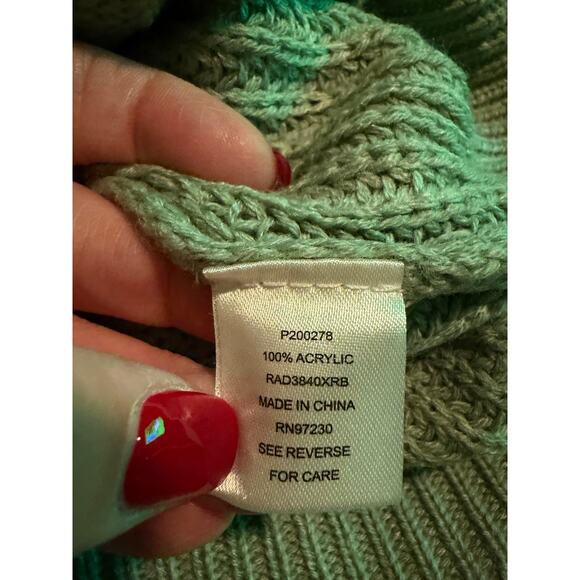 P200278
100% ACRYLIC
RAD3840XRB
MADE IN CHINA
RN97230
SEE REVERSE
FOR CARE